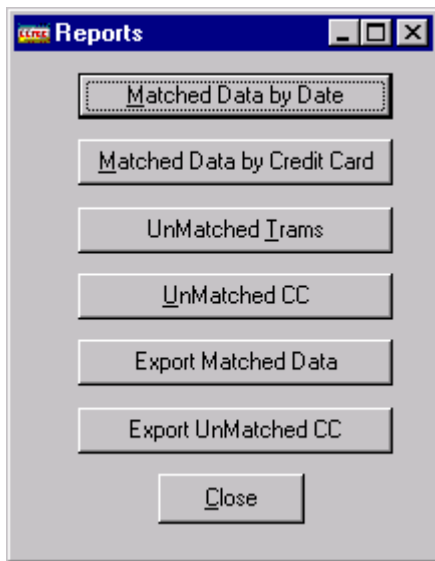 Reports
Matched Data by Date
Matched Data by Credit Card
UnMatched Trams
UnMatched CC
Export Matched Data
Export UnMatched CC
Close